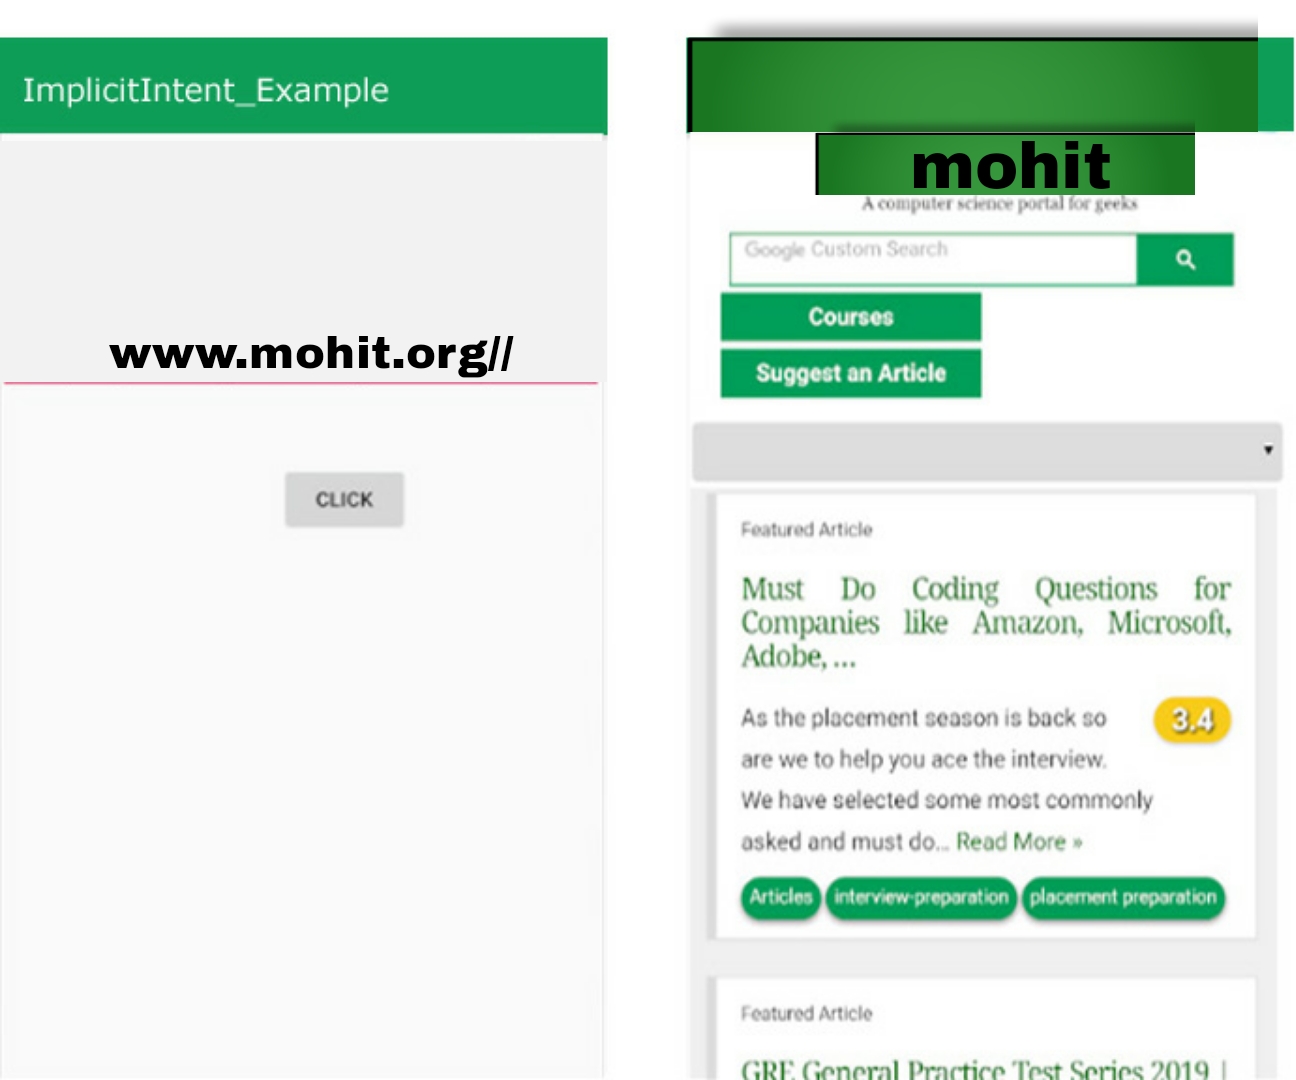 ImplicitIntent_Example
www.mohit.org//
CLICK
mohit
A computer science portal for geeks
Google Custom Search
Courses
Suggest an Article
Featured Article
Must Do Coding Questions for
Companies like Amazon, Microsoft,
Adobe, ...
As the placement season is back so
3.4
are we to help you ace the interview.
We have selected some most commonly
asked and must do... Read More »
Articles interview-preparation placement preparation
Featured Article
GRE General Practice Test Series 2019 |